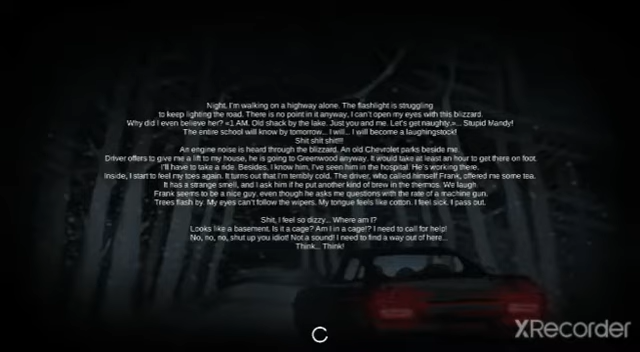 Night, I'm walking on a highway alone. The flashlight is struggling
to keep lighting the road. There is no point in it anyway, I can't open my eyes with this blizzard.
Why did I even believe her? «1 AM. Old shack by the lake. Just you and me. Let's get naughty.»... Stupid Mandy!
The entire school will know by tomorrow... I will... I will become a laughingstock!
Shit shit shit!!!
An engine noise is heard through the blizzard. An old Chevrolet parks beside me.
Driver offers to give me a lift to my house, he is going to Greenwood anyway. It would take at least an hour to get there on foot.
I'll have to take a ride. Besides, I know him, I've seen him in the hospital. He's working there.
Inside, I start to feel my toes again. It turns out that I'm terribly cold. The driver, who called himself Frank, offered me some tea.
It has a strange smell, and I ask him if he put another kind of brew in the thermos. We laugh.
Frank seems to be a nice guy, even though he asks me questions with the rate of a machine gun.
Trees flash by. My eyes can't follow the wipers. My tongue feels like cotton. I feel sick. I pass out.
Shit, I feel so dizzy... Where am I?
Looks like a basement. Is it a cage? Am I in a cage!? I need to call for help!
No, no, no, shut up you idiot! Not a sound! I need to find a way out of here...
Think... Think!
XRecorder